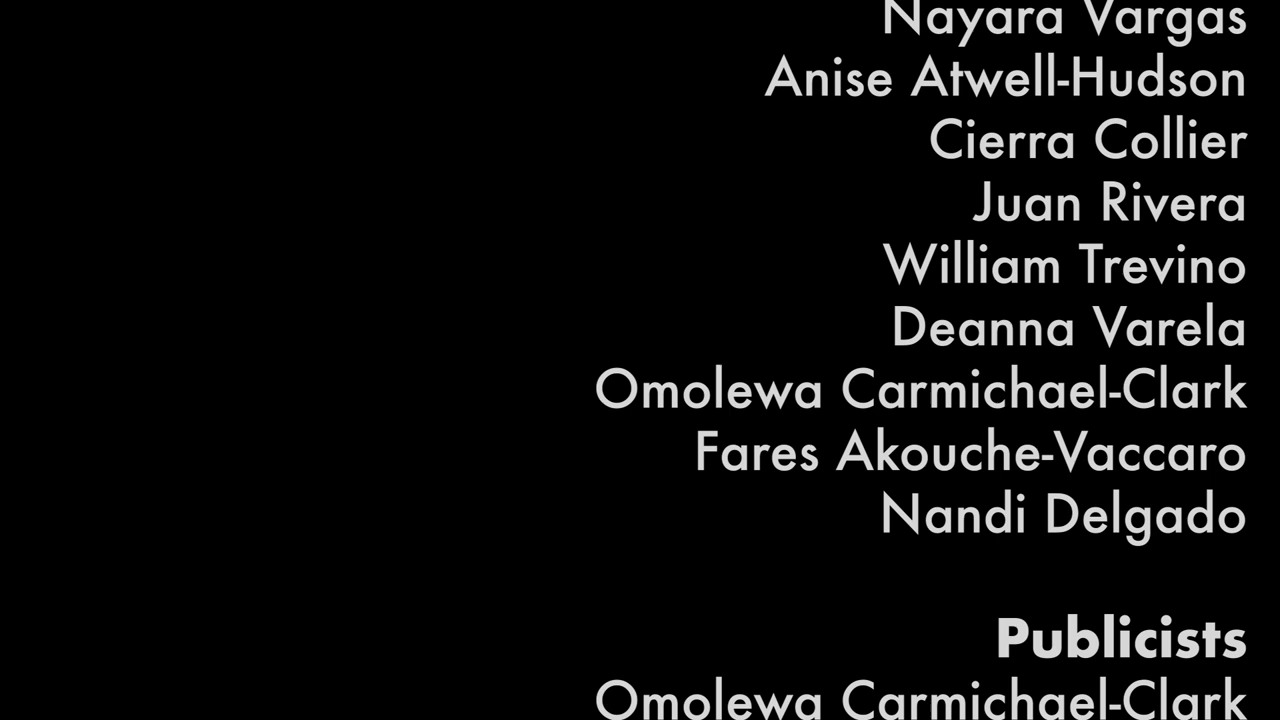 Nayara Vargas
Anise Atwell-Hudson
Cierra Collier
Juan Rivera
William Trevino
Deanna Varela
Omolewa Carmichael-Clark
Fares Akouche-Vaccaro
Nandi Delgado
Publicists
Omolewa Carmichael-Clark